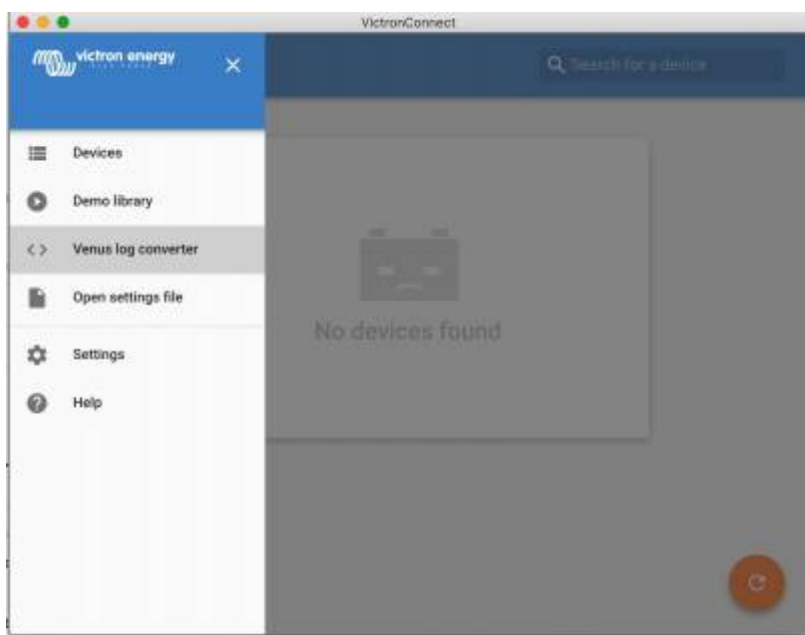 VictronConnect
victron energy
Search for a device
Devices
Demo library
Venus log converter
Open settings file
No devices found
Settings
Help